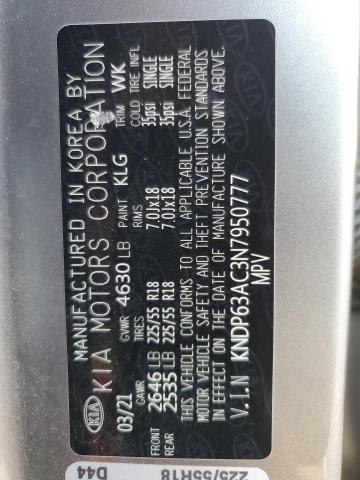 MANUFACTURED IN KOREA BY
KIA KIA MOTORS CORPORATION
03/21 GVWR 4630 LB PAINT KLG TRIM WK
GAWR TIRES RIMS COLD TIRE INFL.
FRONT 2646 LB 225/55 R18 7.0Jx18 35psi SINGLE
REAR 2535 LB 225/55 R18 7.0Jx18 35psi SINGLE
THIS VEHICLE CONFORMS TO ALL APPLICABLE U.S.A. FEDERAL
MOTOR VEHICLE SAFETY AND THEFT PREVENTION STANDARDS
IN EFFECT ON THE DATE OF MANUFACTURE SHOWN ABOVE.
V.I.N KNDP63AC3N7950777
MPV
225/55R18
D44